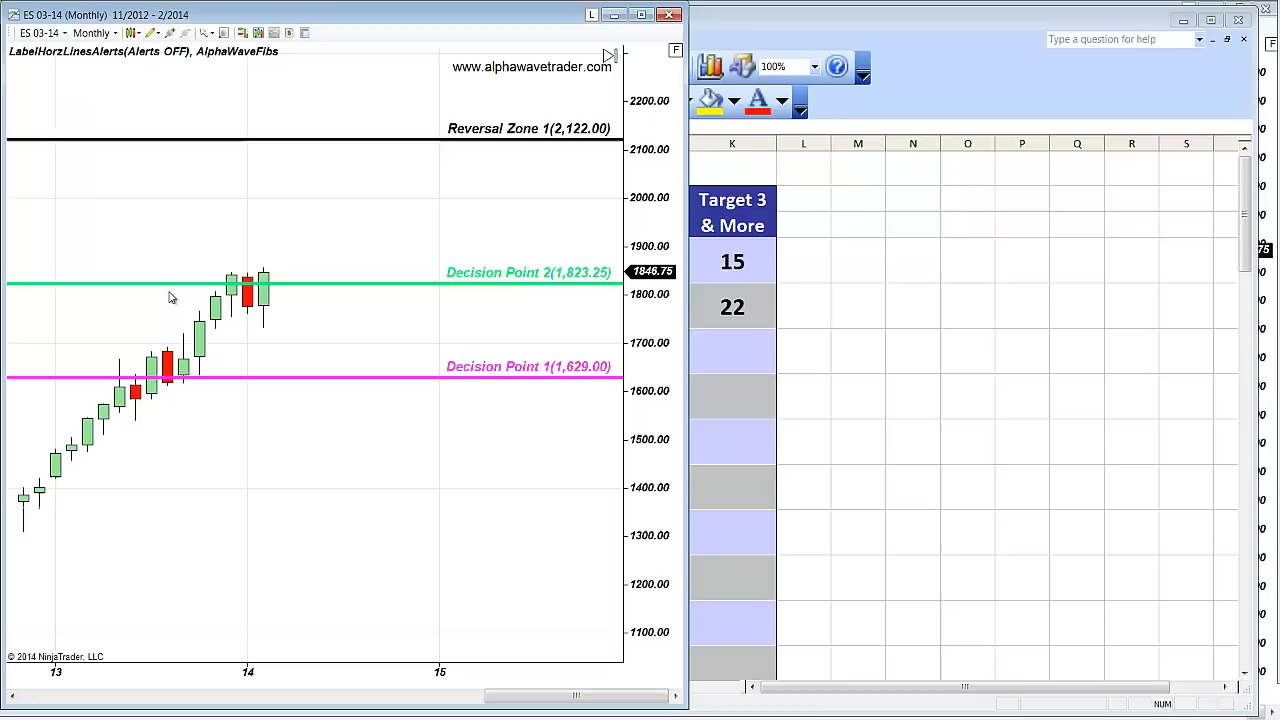 ES 03-14 (Monthly) 11/2012 - 2/2014
L
ES 03-14
Monthly
LabelHorzLinesAlerts(Alerts OFF), AlphaWaveFibs
F
www.alphawavetrader.com
2200.00
Reversal Zone 1(2,122.00)
2100.00
2000.00
1900.00
Decision Point 2(1,823.25)
1846.75
1800.00
1700.00
Decision Point 1(1,629.00)
1600.00
1500.00
1400.00
1300.00
1200.00
1100.00
© 2014 NinjaTrader, LLC
13
14
15
Type a question for help
F
100%
K
L
M
N
O
P
Q
R
S
Target 3
& More
15
22
75
NUM